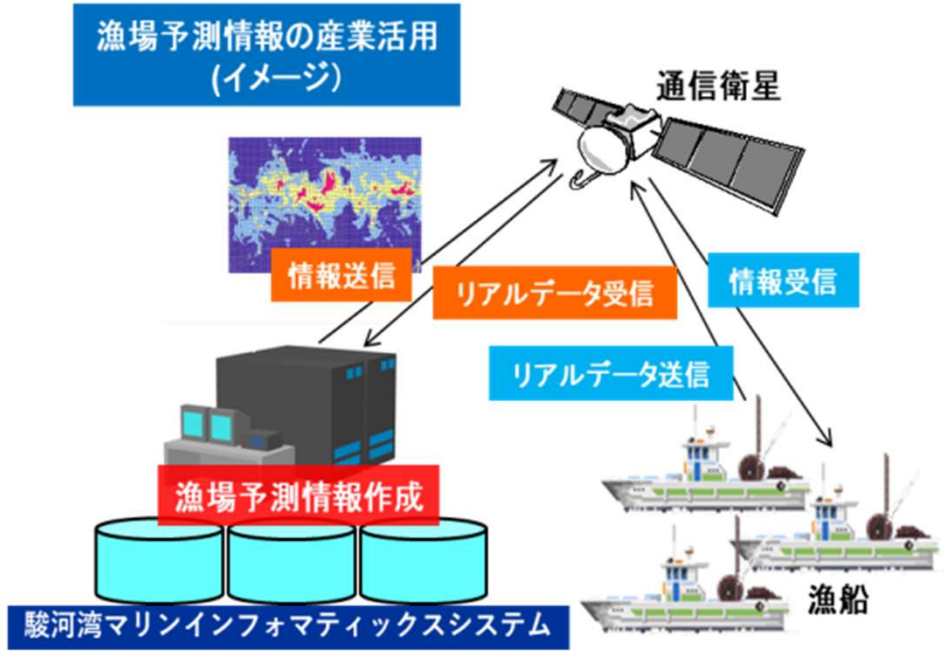 漁場予測情報の産業活用
(イメージ）
通信衛星
情報送信
リアルデータ受信
情報受信
リアルデータ送信
漁場予測情報作成
漁船
駿河湾マリンインフォマティックスシステム